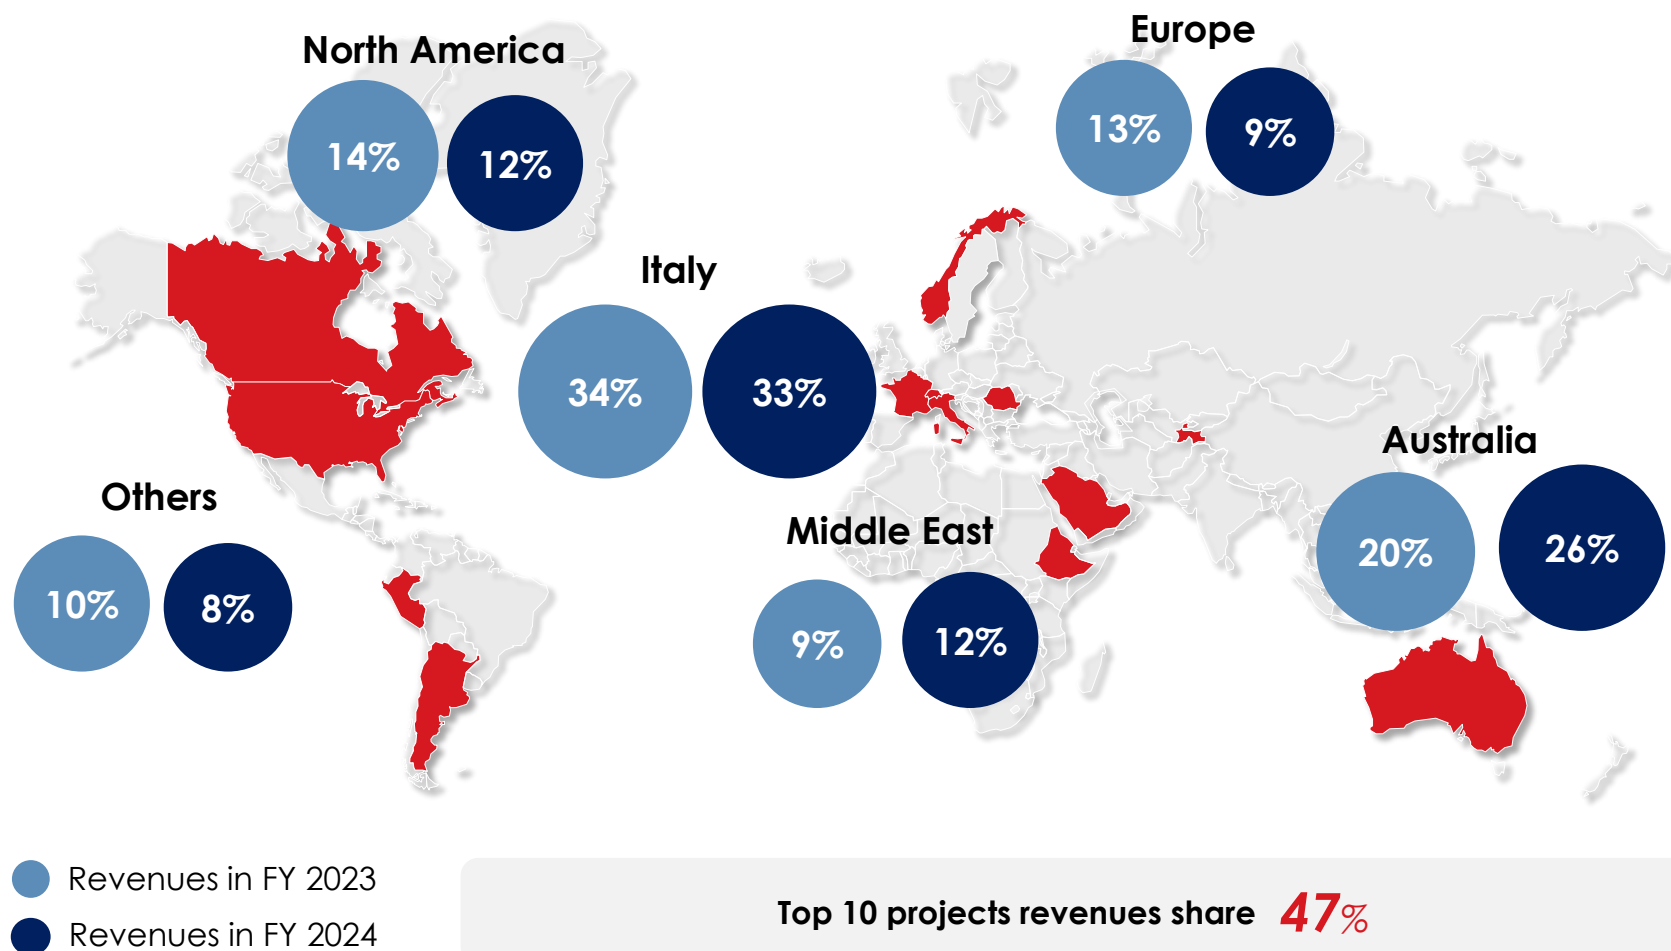 North America
14%
12%
Europe
13%
9%
Italy
34%
33%
Australia
20%
26%
Others
10%
8%
Middle East
9%
12%
Revenues in FY 2023
Revenues in FY 2024
Top 10 projects revenues share 47%